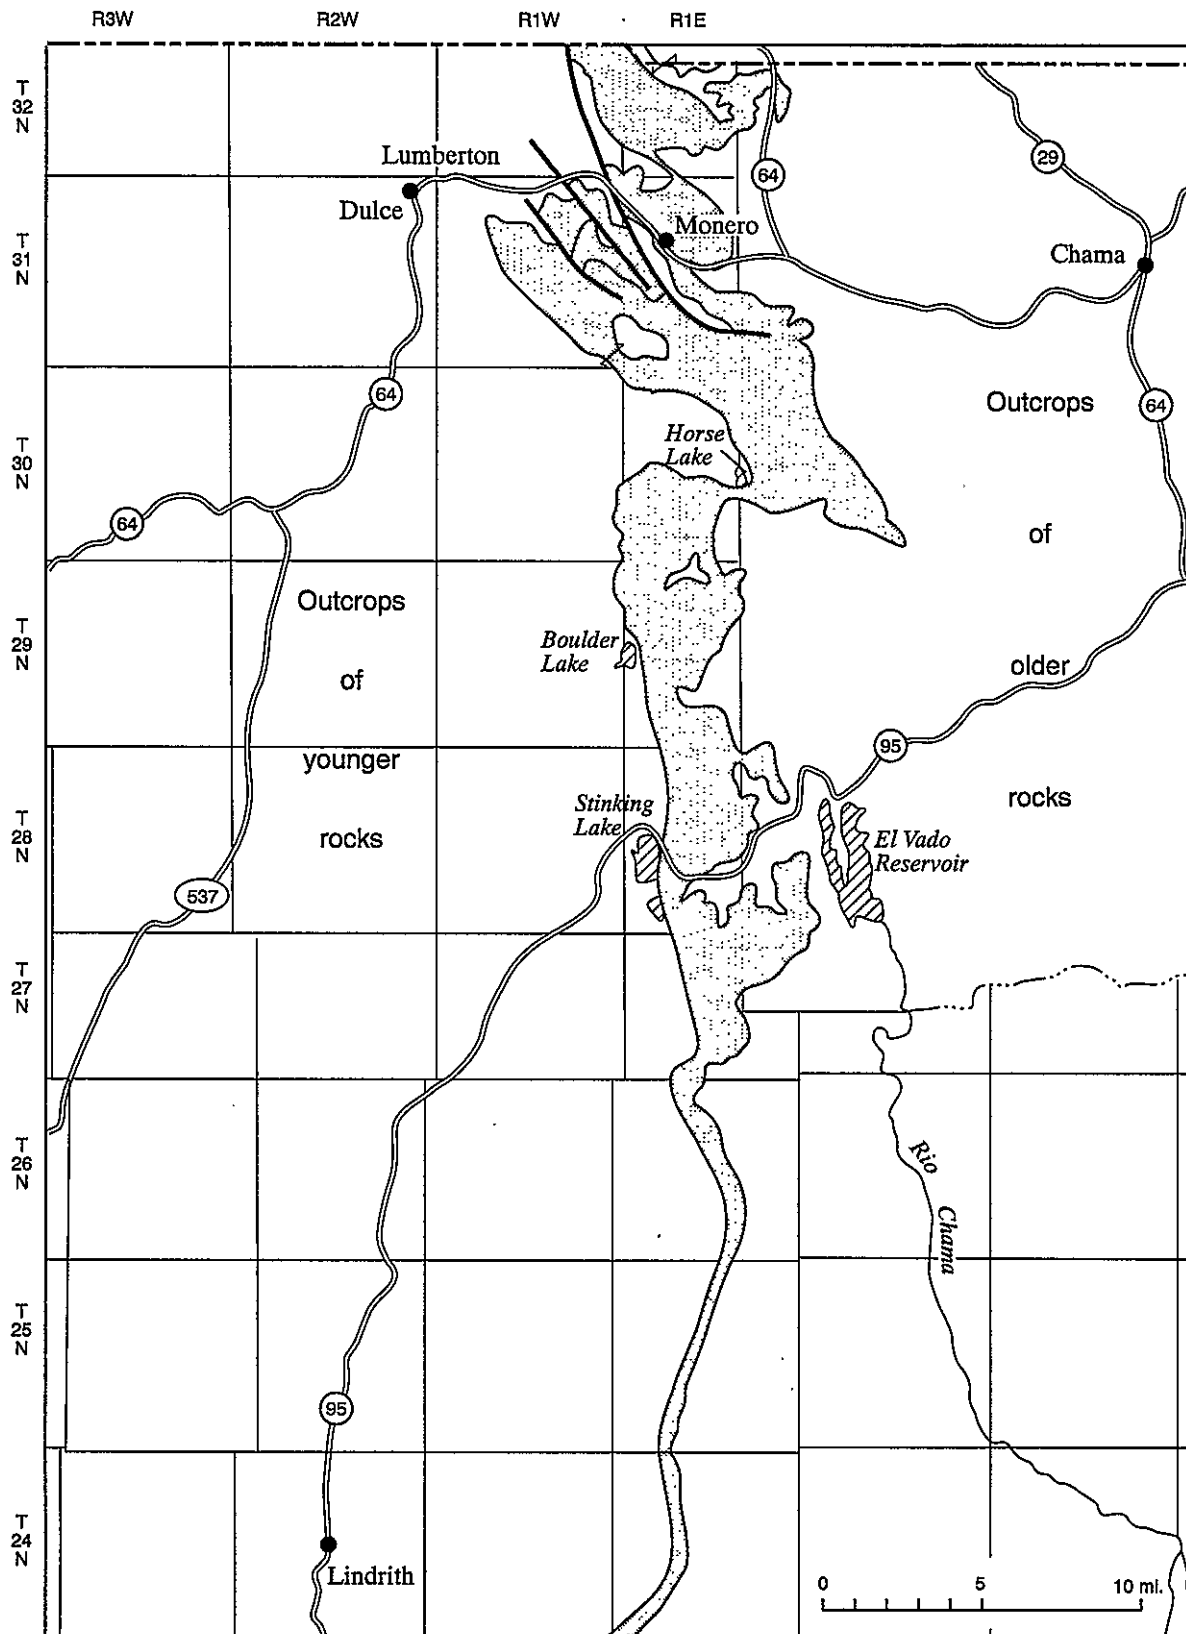 R3W R2W R1W R1E
T
32
N
29
Lumberton
64
Dulce
Monero
T
31
N
Chama
64
Outcrops
64
Horse
Lake
T
30
N
64
of
Outcrops
T
29
N
Boulder
Lake
older
of
95
younger
rocks
Stinking
Lake
T
28
N
rocks
El Vado
Reservoir
537
T
27
N
T
26
N
Rio
Chama
T
25
N
95
T
24
N
Lindrith
0 5 10 mi.